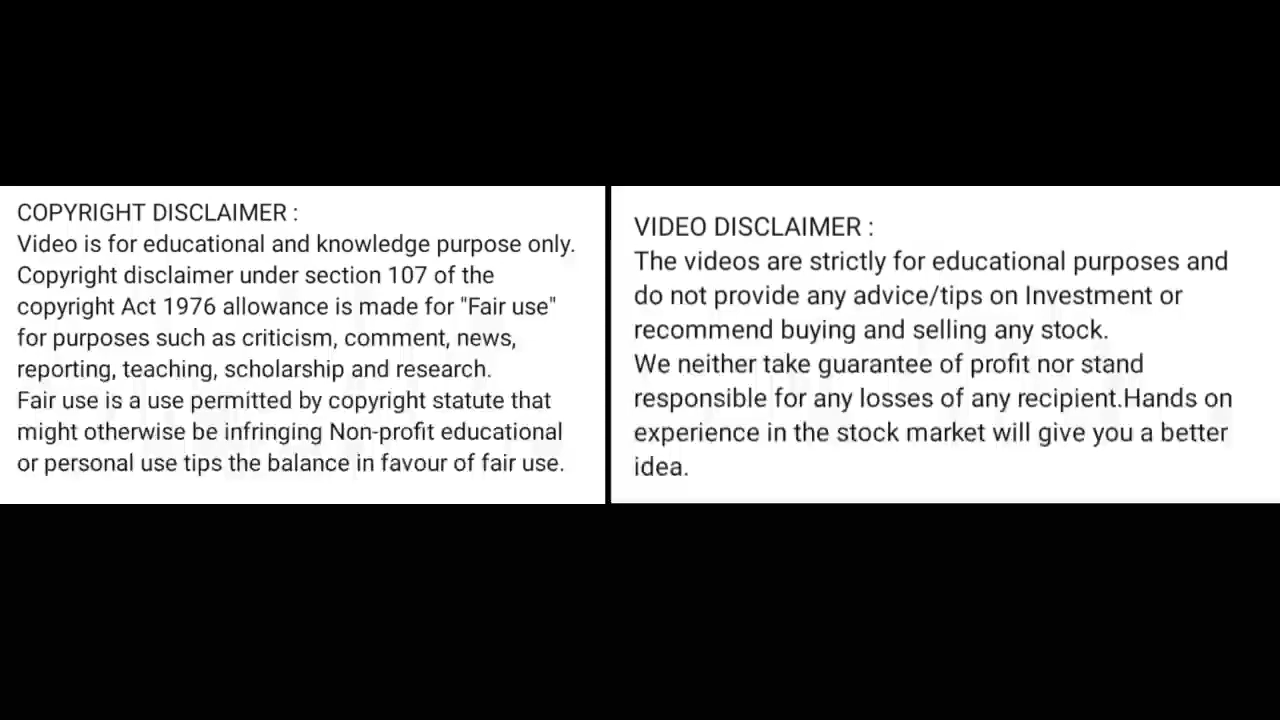 COPYRIGHT DISCLAIMER :
Video is for educational and knowledge purpose only.
Copyright disclaimer under section 107 of the
copyright Act 1976 allowance is made for "Fair use"
for purposes such as criticism, comment, news,
reporting, teaching, scholarship and research.
Fair use is a use permitted by copyright statute that
might otherwise be infringing Non-profit educational
or personal use tips the balance in favour of fair use.
VIDEO DISCLAIMER :
The videos are strictly for educational purposes and
do not provide any advice/tips on Investment or
recommend buying and selling any stock.
We neither take guarantee of profit nor stand
responsible for any losses of any recipient.Hands on
experience in the stock market will give you a better
idea.